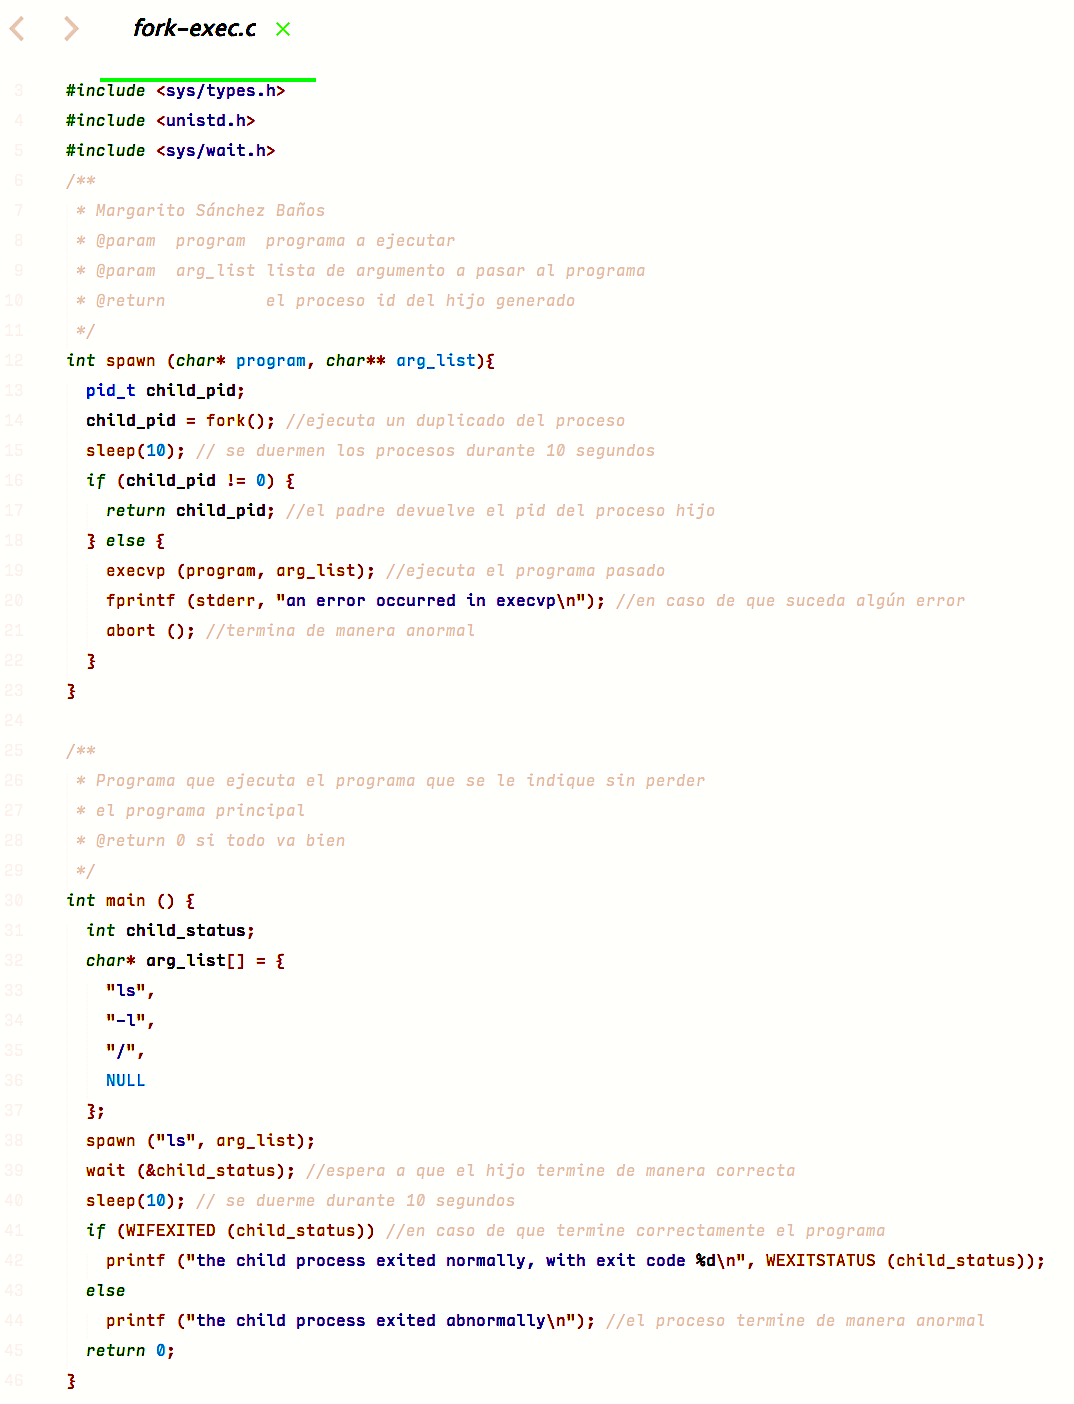 fork-exec.c ×
3 #include <sys/types.h>
4 #include <unistd.h>
5 #include <sys/wait.h>
6 /**
7  * Margarito Sánchez Baños
8  * @param  program  programa a ejecutar
9  * @param  arg_list lista de argumento a pasar al programa
10  * @return          el proceso id del hijo generado
11  */
12 int spawn (char* program, char** arg_list){
13   pid_t child_pid;
14   child_pid = fork(); //ejecuta un duplicado del proceso
15   sleep(10); // se duermen los procesos durante 10 segundos
16   if (child_pid != 0) {
17     return child_pid; //el padre devuelve el pid del proceso hijo
18   } else {
19     execvp (program, arg_list); //ejecuta el programa pasado
20     fprintf (stderr, "an error occurred in execvp\n"); //en caso de que suceda algún error
21     abort (); //termina de manera anormal
22   }
23 }
24
25 /**
26  * Programa que ejecuta el programa que se le indique sin perder
27  * el programa principal
28  * @return 0 si todo va bien
29  */
30 int main () {
31   int child_status;
32   char* arg_list[] = {
33     "ls",
34     "-l",
35     "/",
36     NULL
37   };
38   spawn ("ls", arg_list);
39   wait (&child_status); //espera a que el hijo termine de manera correcta
40   sleep(10); // se duerme durante 10 segundos
41   if (WIFEXITED (child_status)) //en caso de que termine correctamente el programa
42     printf ("the child process exited normally, with exit code %d\n", WEXITSTATUS (child_status));
43   else
44     printf ("the child process exited abnormally\n"); //el proceso termine de manera anormal
45   return 0;
46 }